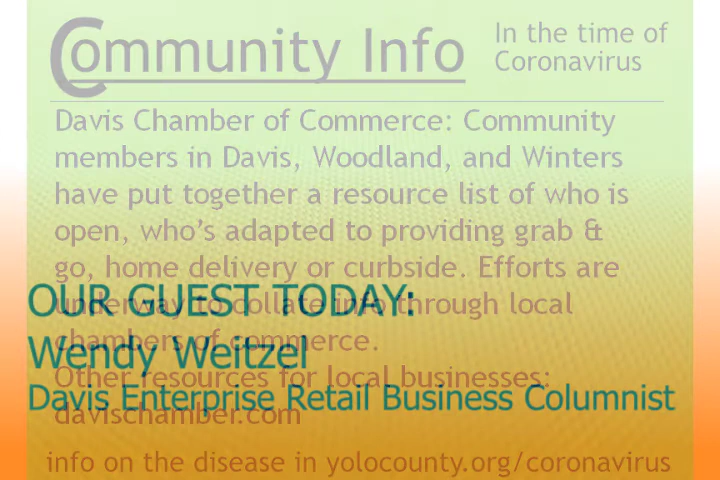 Community Info
In the time of
Coronavirus
Davis Chamber of Commerce: Community
members in Davis, Woodland, and Winters
have put together a resource list of who is
open, who's adapted to providing grab &
go, home delivery or curbside. Efforts are
underway to collate info through local
OUR GUEST TODAY:
chambers of commerce.
Wendy Weitzel
Other resources for local businesses:
Davis Enterprise Retail Business Columnist
davischamber.com
info on the disease in yolocounty.org/coronavirus